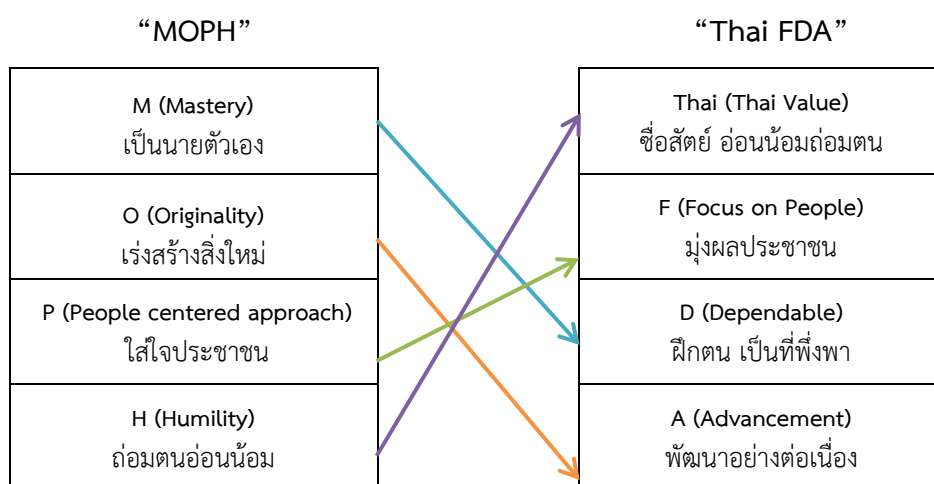 “MOPH”
M (Mastery)
เป็นนายตัวเอง
O (Originality)
เร่งสร้างสิ่งใหม่
P (People centered approach)
ใส่ใจประชาชน
H (Humility)
ถ่อมตนอ่อนน้อม
“Thai FDA”
Thai (Thai Value)
ซื่อสัตย์ อ่อนน้อมถ่อมตน
F (Focus on People)
มุ่งผลประชาชน
D (Dependable)
ฝึกตน เป็นที่พึ่งพา
A (Advancement)
พัฒนาอย่างต่อเนื่อง